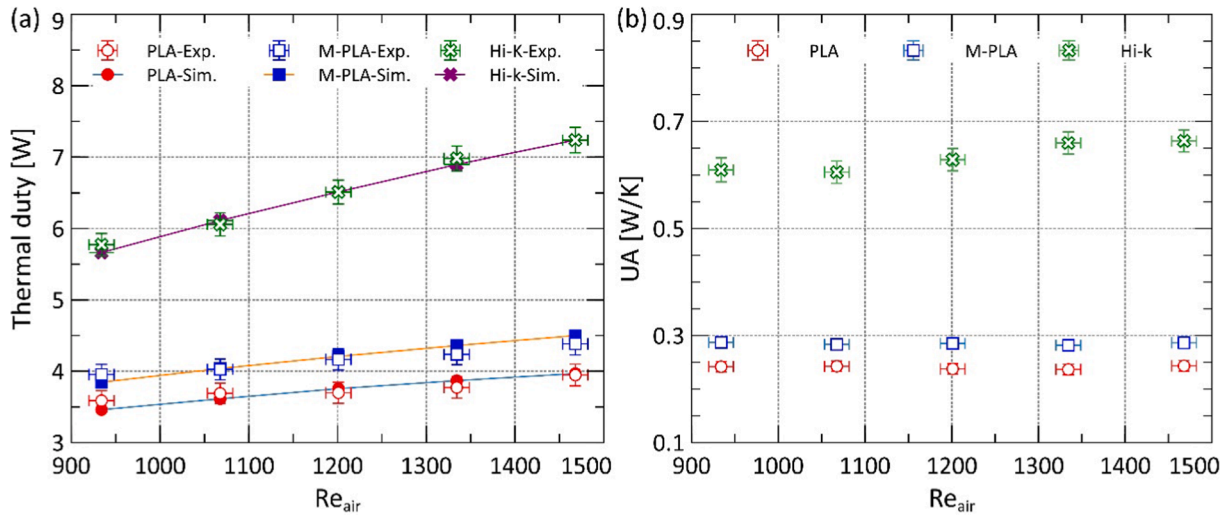 (a)
PLA-Exp. M-PLA-Exp. Hi-K-Exp.
PLA-Sim. M-PLA-Sim. Hi-k-Sim.
9
8
7
6
5
4
3
Thermal duty [W]
900 1000 1100 1200 1300 1400 1500
Re_air
(b)
PLA M-PLA Hi-k
0.9
0.7
0.5
0.3
0.1
UA [W/K]
900 1000 1100 1200 1300 1400 1500
Re_air